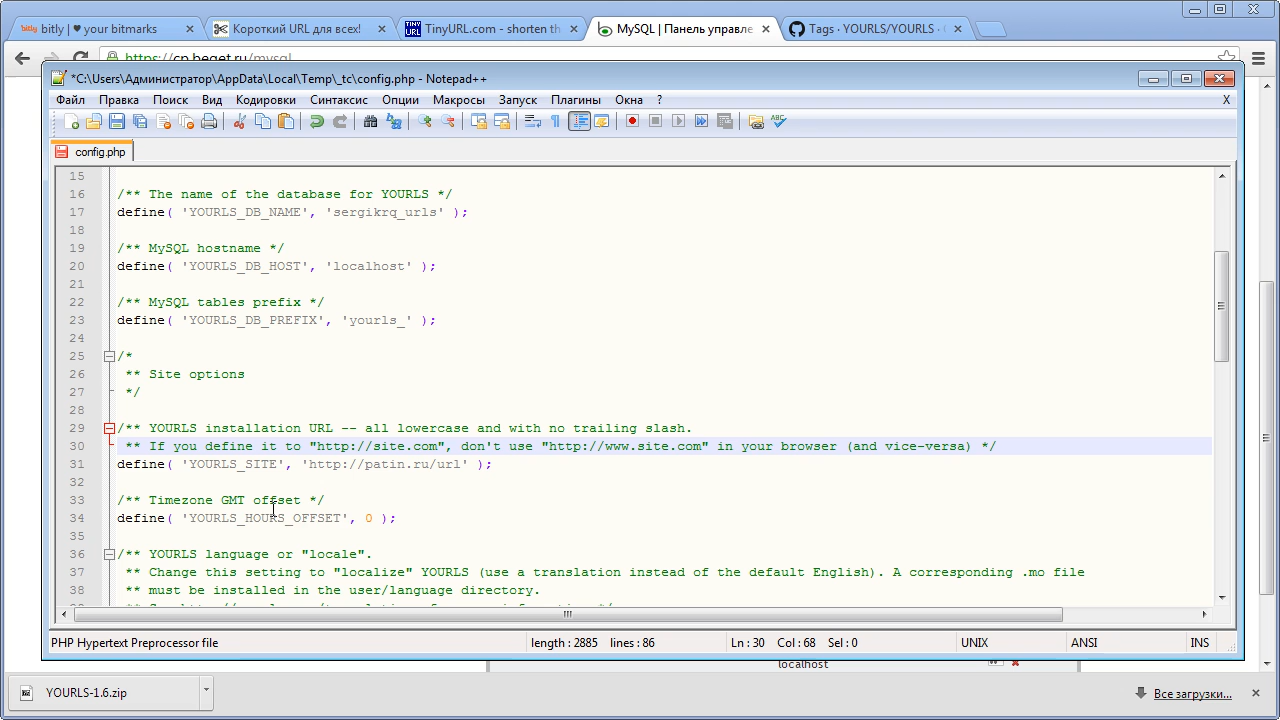 bitly | ♥ your bitmarks
Короткий URL для всех!
TinyURL.com - shorten th
MySQL | Панель управле
Tags · YOURLS/YOURLS ·
https://cp.beget.ru/mysql
*C:\Users\Администратор\AppData\Local\Temp\_tc\config.php - Notepad++
Файл Правка Поиск Вид Кодировки Синтаксис Опции Макросы Запуск Плагины Окна ? X
config.php
15
16 /** The name of the database for YOURLS */
17 define( 'YOURLS_DB_NAME', 'sergikrq_urls' );
18
19 /** MySQL hostname */
20 define( 'YOURLS_DB_HOST', 'localhost' );
21
22 /** MySQL tables prefix */
23 define( 'YOURLS_DB_PREFIX', 'yourls_' );
24
25 /*
26 ** Site options
27 */
28
29 /** YOURLS installation URL -- all lowercase and with no trailing slash.
30 ** If you define it to "http://site.com", don't use "http://www.site.com" in your browser (and vice-versa) */
31 define( 'YOURLS_SITE', 'http://patin.ru/url' );
32
33 /** Timezone GMT offset */
34 define( 'YOURLS_HOURS_OFFSET', 0 );
35
36 /** YOURLS language or "locale".
37 ** Change this setting to "localize" YOURLS (use a translation instead of the default English). A corresponding .mo file
38 ** must be installed in the user/language directory.
PHP Hypertext Preprocessor file length : 2885 lines : 86 Ln : 30 Col : 68 Sel : 0 UNIX ANSI INS
localhost
YOURLS-1.6.zip
Все загрузки...